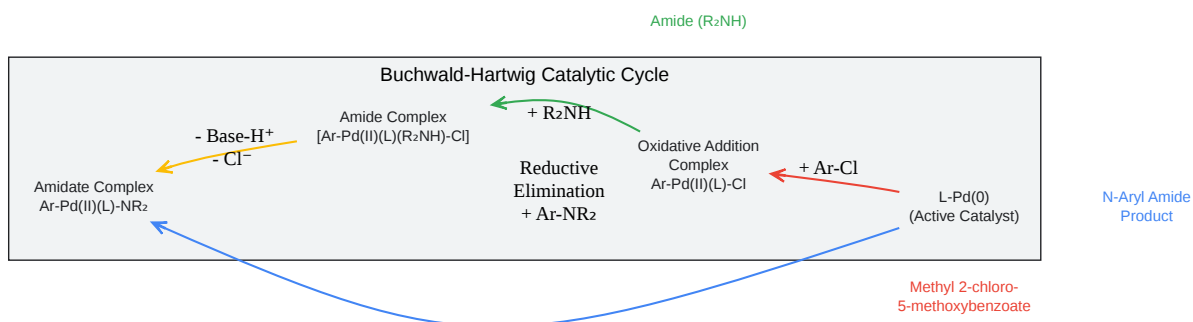 Amide (R₂NH)
Buchwald-Hartwig Catalytic Cycle
Amide Complex
[Ar-Pd(II)(L)(R₂NH)-Cl]
+ R₂NH
- Base-H⁺
- Cl⁻
Oxidative Addition
Complex
Ar-Pd(II)(L)-Cl
Reductive
Elimination
+ Ar-NR₂
+ Ar-Cl
Amidate Complex
Ar-Pd(II)(L)-NR₂
L-Pd(0)
(Active Catalyst)
N-Aryl Amide
Product
Methyl 2-chloro-
5-methoxybenzoate